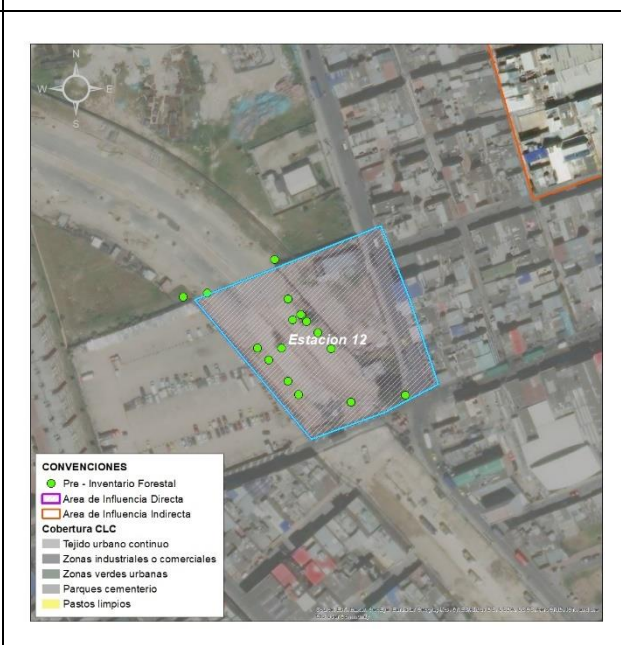 N
W E
S
Estacion 12
CONVENCIONES
Pre - Inventario Forestal
Area de Influencia Directa
Area de Influencia Indirecta
Cobertura CLC
Tejido urbano continuo
Zonas industriales o comerciales
Zonas verdes urbanas
Parques cementerio
Pastos limpios